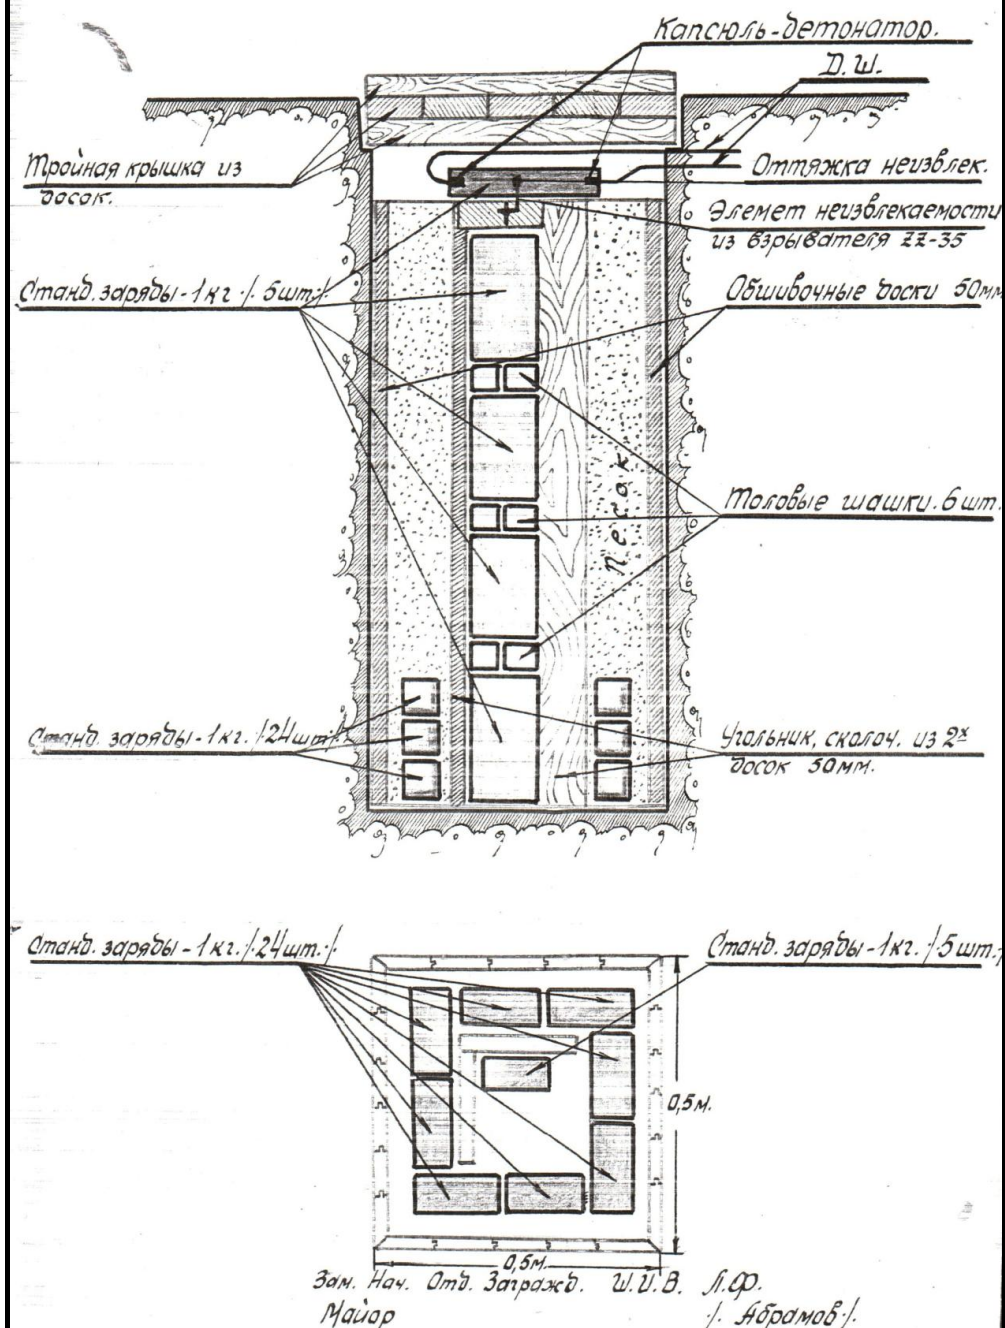 Капсюль-детонатор.
Д.Ш.
Тройная крышка из
досок.
Оттяжка неизвлек.
Элемет неизвлекаемости
из взрывателя ZZ-35
Станд. заряды-1кг ./. 5шт./.
Обшивочные доски 50мм
Песок
Толовые шашки. 6 шт.
Станд. заряды-1кг. /.24шт./.
Угольник, сколоч. из 2х
досок 50мм.
Станд. заряды-1кг. /.24шт./.
Станд. заряды-1кг. /.5шт./
0,5м.
0,5м.
Зам. Нач. Отд. Загражд. Ш.И.В. Л.Ф.
Майор
/. Абрамов ./.